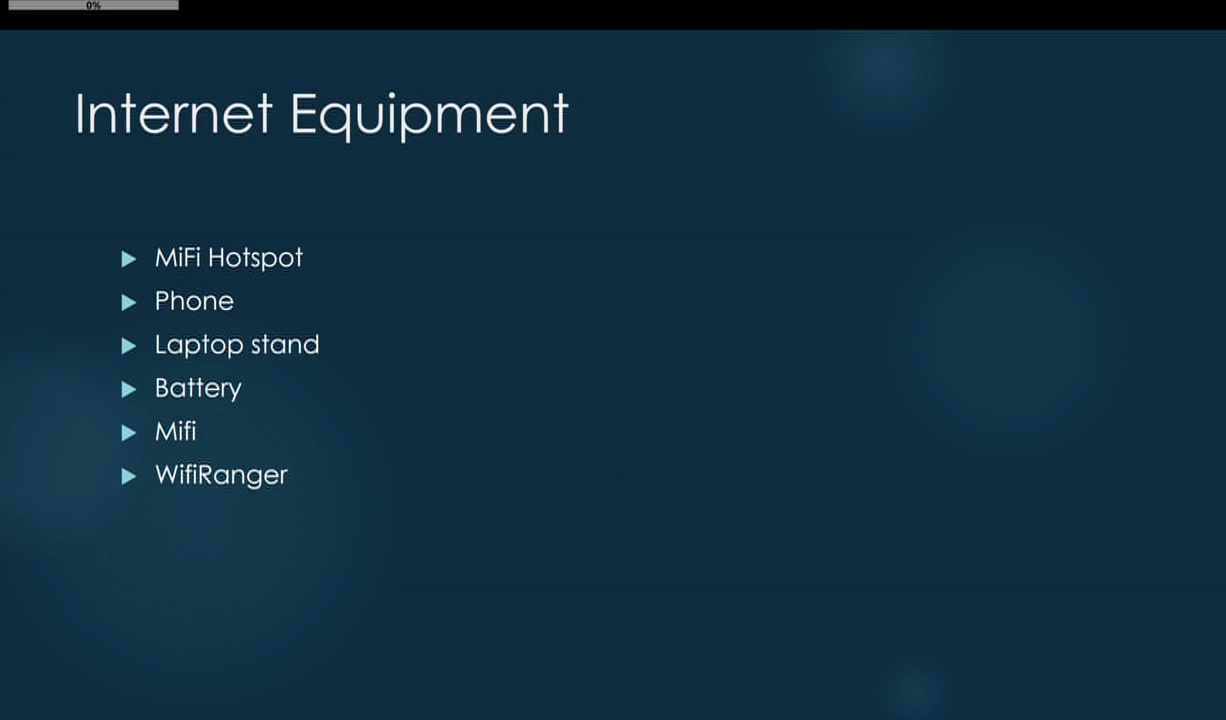 0%
Internet Equipment
MiFi Hotspot
Phone
Laptop stand
Battery
Mifi
WifiRanger